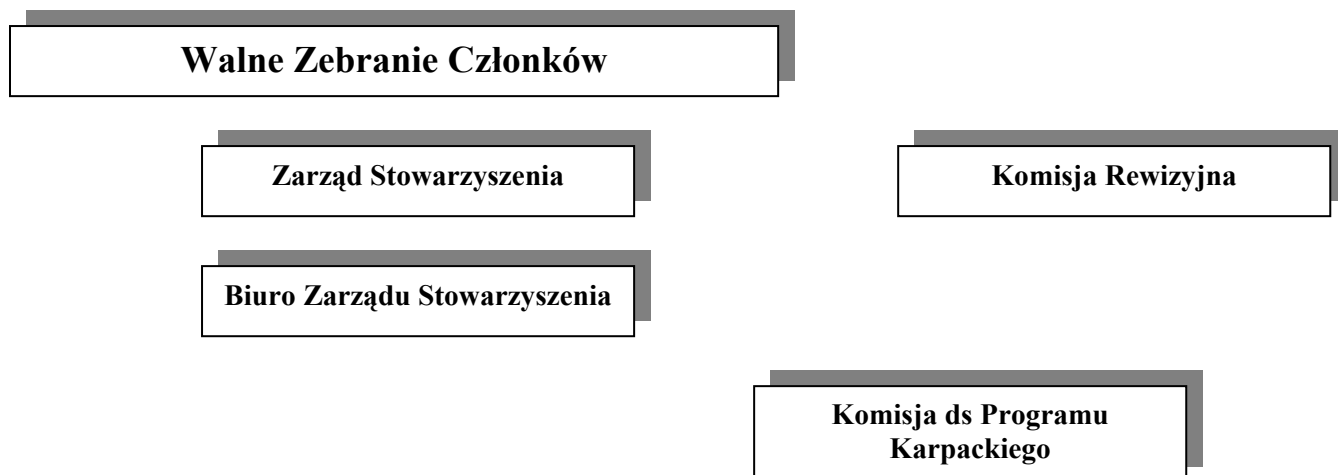 Walne Zebranie Członków
Zarząd Stowarzyszenia
Komisja Rewizyjna
Biuro Zarządu Stowarzyszenia
Komisja ds Programu
Karpackiego